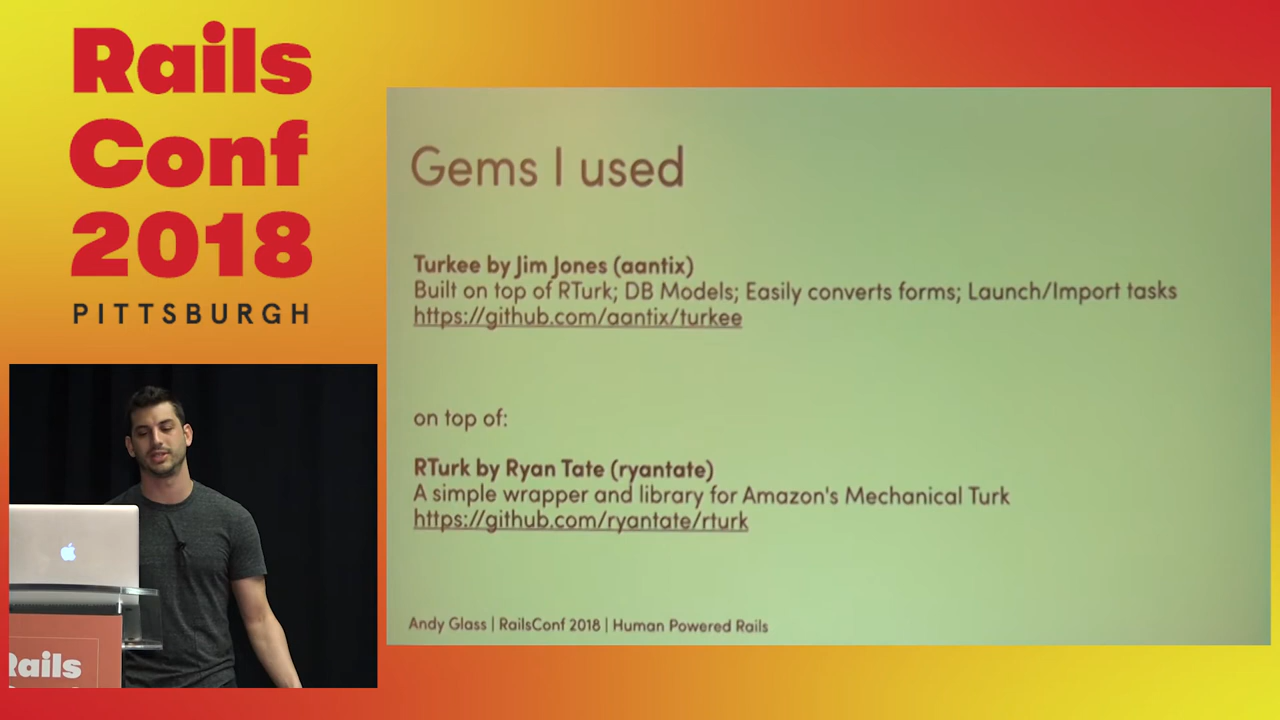 Rails
Conf
2018
PITTSBURGH
Gems I used
Turkee by Jim Jones (aantix)
Built on top of RTurk; DB Models; Easily converts forms; Launch/Import tasks
https://github.com/aantix/turkee
on top of:
RTurk by Ryan Tate (ryantate)
A simple wrapper and library for Amazon's Mechanical Turk
https://github.com/ryantate/rturk
Andy Glass | RailsConf 2018 | Human Powered Rails
Rails